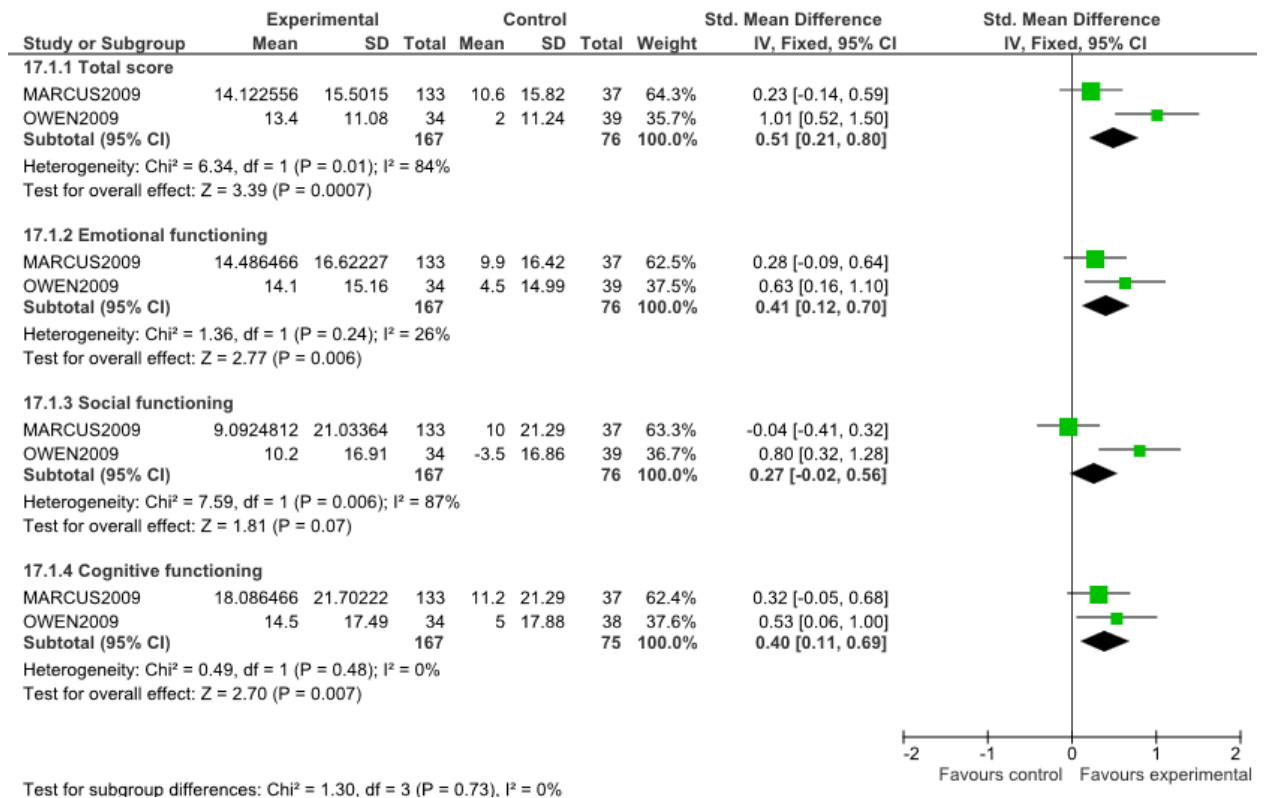 Experimental Control Std. Mean Difference Std. Mean Difference
Study or Subgroup Mean SD Total Mean SD Total Weight IV, Fixed, 95% CI IV, Fixed, 95% CI
17.1.1 Total score
MARCUS2009 14.122556 15.5015 133 10.6 15.82 37 64.3% 0.23 [-0.14, 0.59]
OWEN2009 13.4 11.08 34 2 11.24 39 35.7% 1.01 [0.52, 1.50]
Subtotal (95% CI) 167 76 100.0% 0.51 [0.21, 0.80]
Heterogeneity: Chi² = 6.34, df = 1 (P = 0.01); I² = 84%
Test for overall effect: Z = 3.39 (P = 0.0007)
17.1.2 Emotional functioning
MARCUS2009 14.486466 16.62227 133 9.9 16.42 37 62.5% 0.28 [-0.09, 0.64]
OWEN2009 14.1 15.16 34 4.5 14.99 39 37.5% 0.63 [0.16, 1.10]
Subtotal (95% CI) 167 76 100.0% 0.41 [0.12, 0.70]
Heterogeneity: Chi² = 1.36, df = 1 (P = 0.24); I² = 26%
Test for overall effect: Z = 2.77 (P = 0.006)
17.1.3 Social functioning
MARCUS2009 9.0924812 21.03364 133 10 21.29 37 63.3% -0.04 [-0.41, 0.32]
OWEN2009 10.2 16.91 34 -3.5 16.86 39 36.7% 0.80 [0.32, 1.28]
Subtotal (95% CI) 167 76 100.0% 0.27 [-0.02, 0.56]
Heterogeneity: Chi² = 7.59, df = 1 (P = 0.006); I² = 87%
Test for overall effect: Z = 1.81 (P = 0.07)
17.1.4 Cognitive functioning
MARCUS2009 18.086466 21.70222 133 11.2 21.29 37 62.4% 0.32 [-0.05, 0.68]
OWEN2009 14.5 17.49 34 5 17.88 38 37.6% 0.53 [0.06, 1.00]
Subtotal (95% CI) 167 75 100.0% 0.40 [0.11, 0.69]
Heterogeneity: Chi² = 0.49, df = 1 (P = 0.48); I² = 0%
Test for overall effect: Z = 2.70 (P = 0.007)
-2 -1 0 1 2
Favours control Favours experimental
Test for subgroup differences: Chi² = 1.30, df = 3 (P = 0.73), I² = 0%